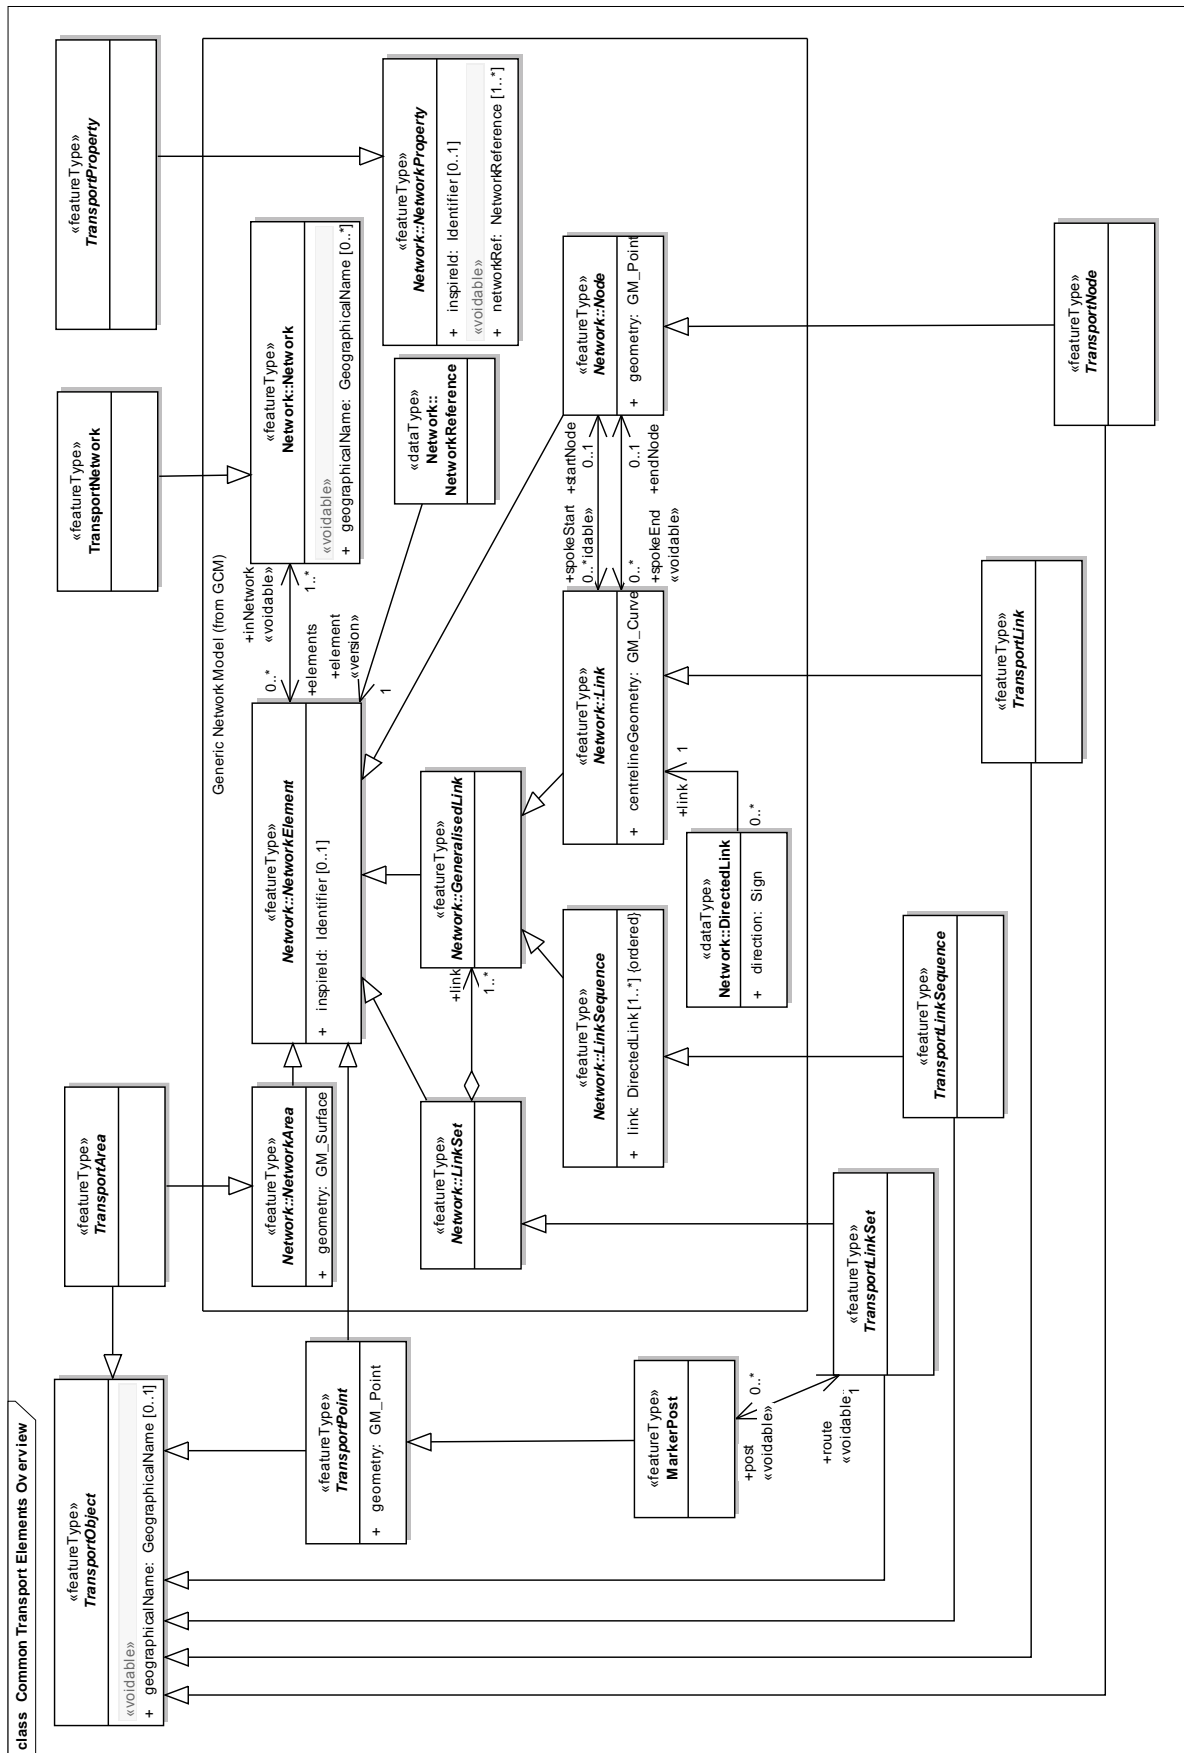 class Common Transport Elements Overview
«featureType»
TransportObject
«voidable»
+ geographicalName: GeographicalName [0..1]
«featureType»
TransportArea
«featureType»
TransportNetwork
«featureType»
TransportProperty
Generic Network Model (from GCM)
«featureType»
Network::NetworkArea
+ geometry: GM_Surface
«featureType»
Network::NetworkElement
+ inspireId: Identifier [0..1]
+inNetwork
«voidable»
1..*
0..*
+elements
+element
«version»
1
«featureType»
Network::Network
«voidable»
+ geographicalName: GeographicalName [0..*]
«featureType»
Network::NetworkProperty
+ inspireId: Identifier [0..1]
«voidable»
+ networkRef: NetworkReference [1..*]
«dataType»
Network::
NetworkReference
«featureType»
TransportPoint
+ geometry: GM_Point
«featureType»
Network::LinkSet
+link
1..*
«featureType»
Network::GeneralisedLink
«featureType»
Network::LinkSequence
+ link: DirectedLink [1..*] {ordered}
«featureType»
Network::Link
+ centrelineGeometry: GM_Curve
+spokeStart
0..*
idable»
+startNode
0..1
0..*
+spokeEnd
«voidable»
0..1
+endNode
«featureType»
Network::Node
+ geometry: GM_Point
+link
1
0..*
«dataType»
Network::DirectedLink
+ direction: Sign
«featureType»
MarkerPost
+post
«voidable»
0..*
+route
«voidable»
1
«featureType»
TransportLinkSet
«featureType»
TransportLinkSequence
«featureType»
TransportLink
«featureType»
TransportNode